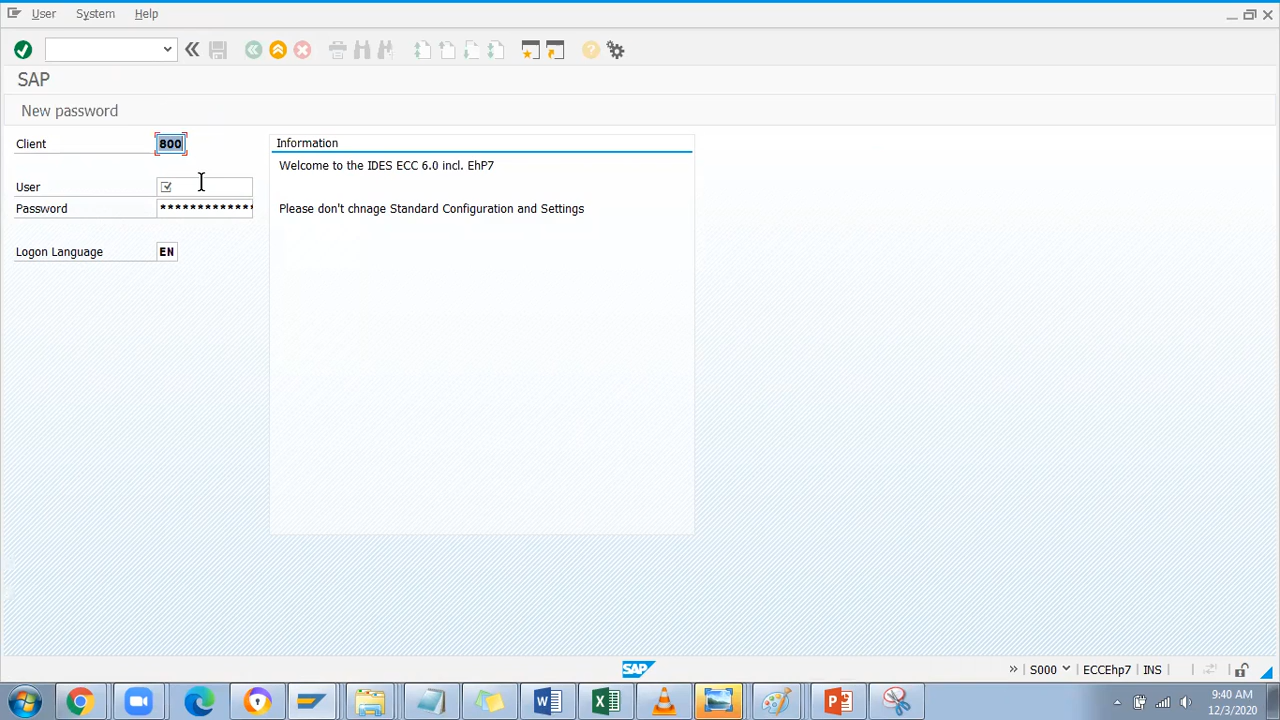 User System Help
SAP
New password
Client 800
Information
Welcome to the IDES ECC 6.0 incl. EhP7
User
Password *************
Please don't chnage Standard Configuration and Settings
Logon Language EN
SAP
S000 ECCEhp7 INS
9:40 AM
12/3/2020